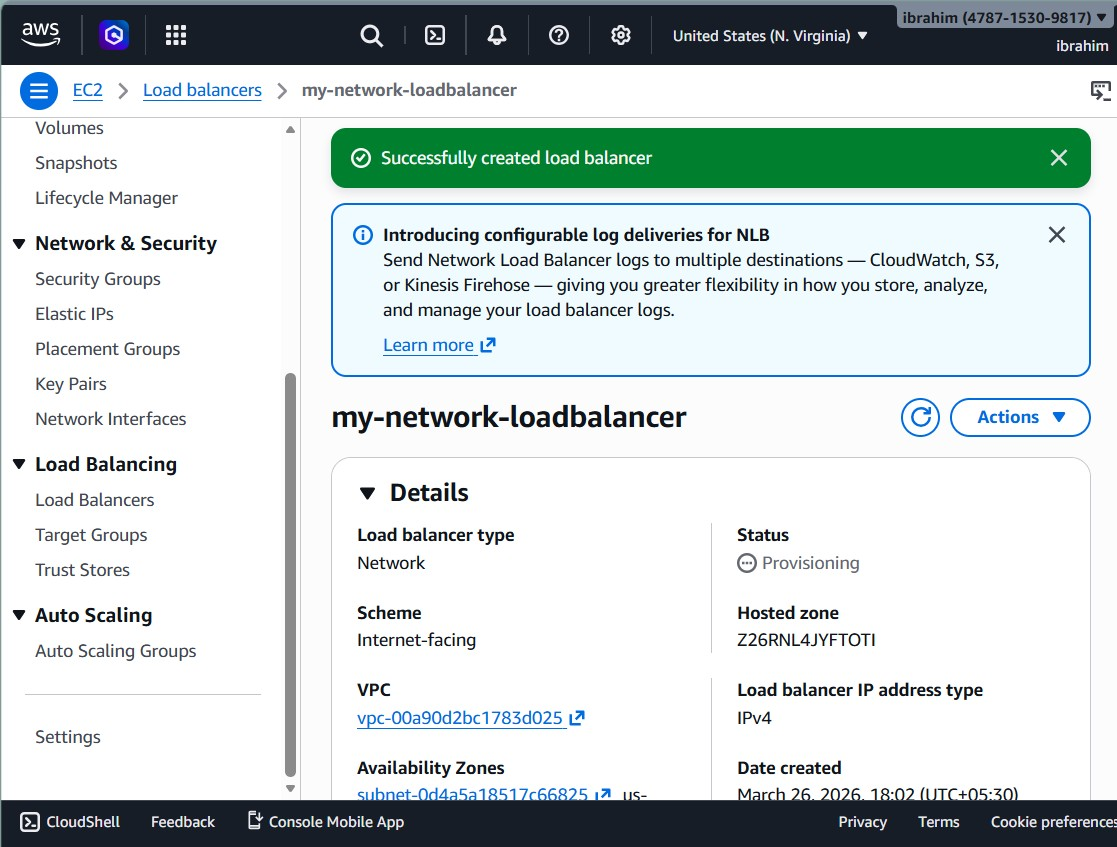 aws
United States (N. Virginia)
ibrahim (4787-1530-9817)
ibrahim
EC2 Load balancers my-network-loadbalancer
Volumes
Snapshots
Lifecycle Manager
Network & Security
Security Groups
Elastic IPs
Placement Groups
Key Pairs
Network Interfaces
Load Balancing
Load Balancers
Target Groups
Trust Stores
Auto Scaling
Auto Scaling Groups
Settings
Successfully created load balancer
Introducing configurable log deliveries for NLB
Send Network Load Balancer logs to multiple destinations — CloudWatch, S3,
or Kinesis Firehose — giving you greater flexibility in how you store, analyze,
and manage your load balancer logs.
Learn more
my-network-loadbalancer
Actions
Details
Load balancer type
Network
Status
Provisioning
Scheme
Internet-facing
Hosted zone
Z26RNL4JYFTOTI
VPC
vpc-00a90d2bc1783d025
Load balancer IP address type
IPv4
Availability Zones
subnet-0d4a5a18517c66825 us-
Date created
March 26, 2026, 18:02 (UTC+05:30)
CloudShell Feedback Console Mobile App Privacy Terms Cookie preferences